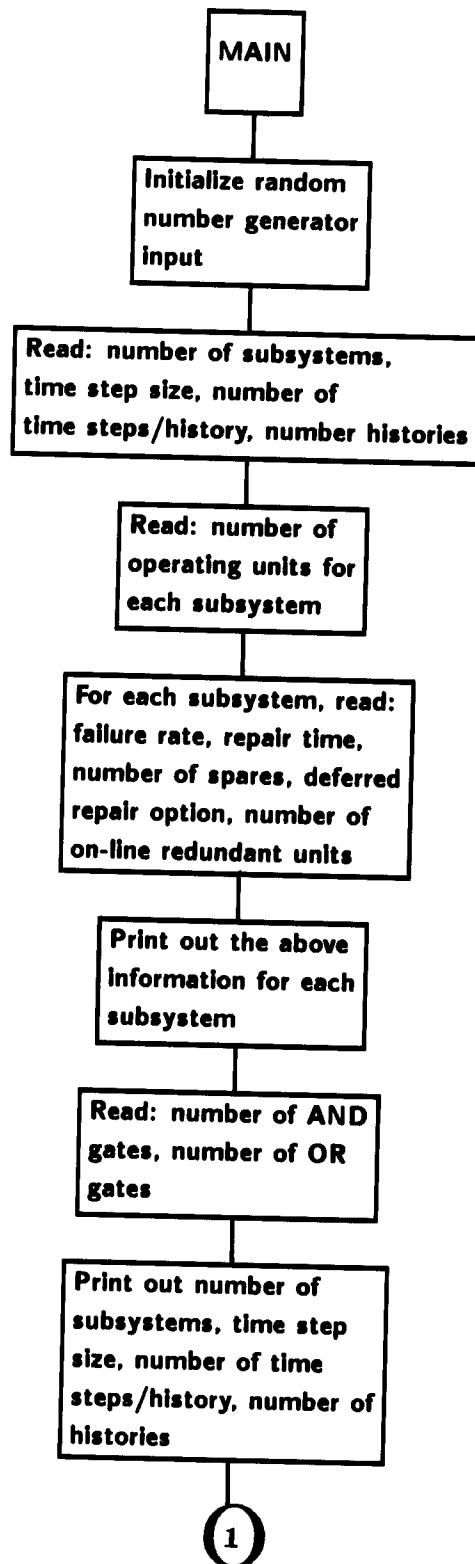 MAIN
Initialize random
number generator
input
Read: number of subsystems,
time step size, number of
time steps/history, number histories
Read: number of
operating units for
each subsystem
For each subsystem, read:
failure rate, repair time,
number of spares, deferred
repair option, number of
on-line redundant units
Print out the above
information for each
subsystem
Read: number of AND
gates, number of OR
gates
Print out number of
subsystems, time step
size, number of time
steps/history, number of
histories
1